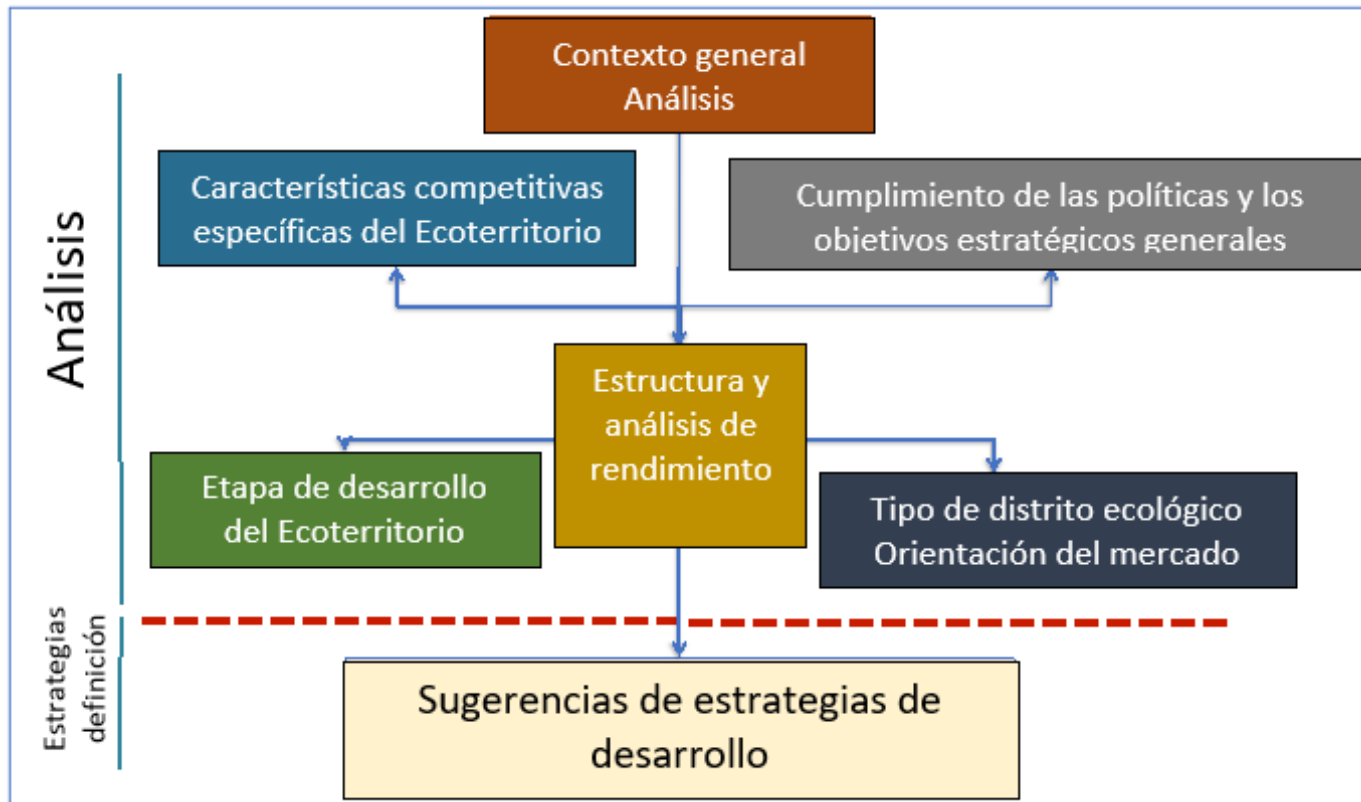 Contexto general
Análisis
Características competitivas
específicas del Ecoterritorio
Cumplimiento de las políticas y los
objetivos estratégicos generales
Análisis
Estructura y
análisis de
rendimiento
Etapa de desarrollo
del Ecoterritorio
Tipo de distrito ecológico
Orientación del mercado
Estrategias
definición
Sugerencias de estrategias de
desarrollo